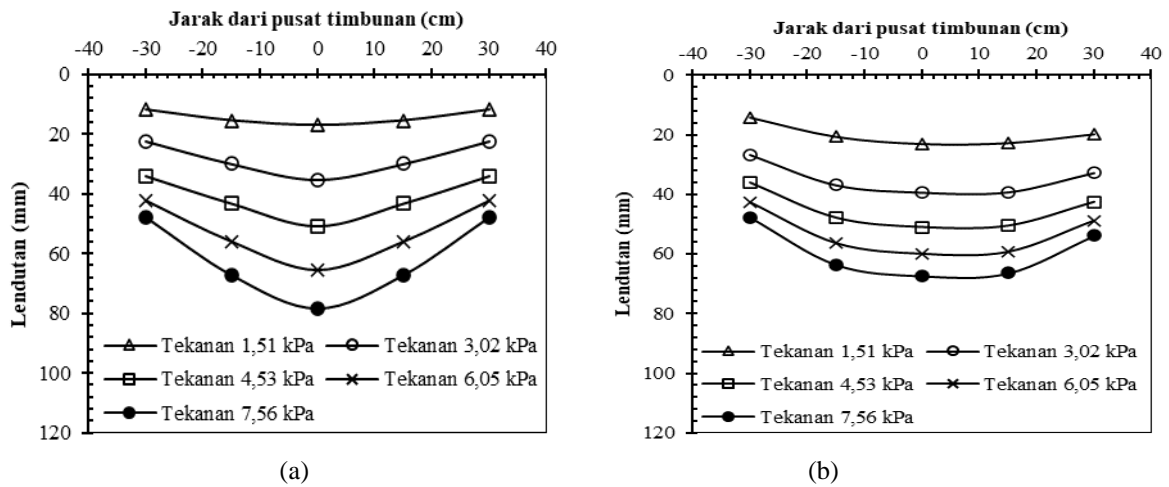 Jarak dari pusat timbunan (cm)
-40 -30 -20 -10 0 10 20 30 40
0
20
40
60
80
100
120
Lendutan (mm)
Tekanan 1,51 kPa Tekanan 3,02 kPa
Tekanan 4,53 kPa Tekanan 6,05 kPa
Tekanan 7,56 kPa
(a)
Jarak dari pusat timbunan (cm)
-40 -30 -20 -10 0 10 20 30 40
0
20
40
60
80
100
120
Lendutan (mm)
Tekanan 1,51 kPa Tekanan 3,02 kPa
Tekanan 4,53 kPa Tekanan 6,05 kPa
Tekanan 7,56 kPa
(b)